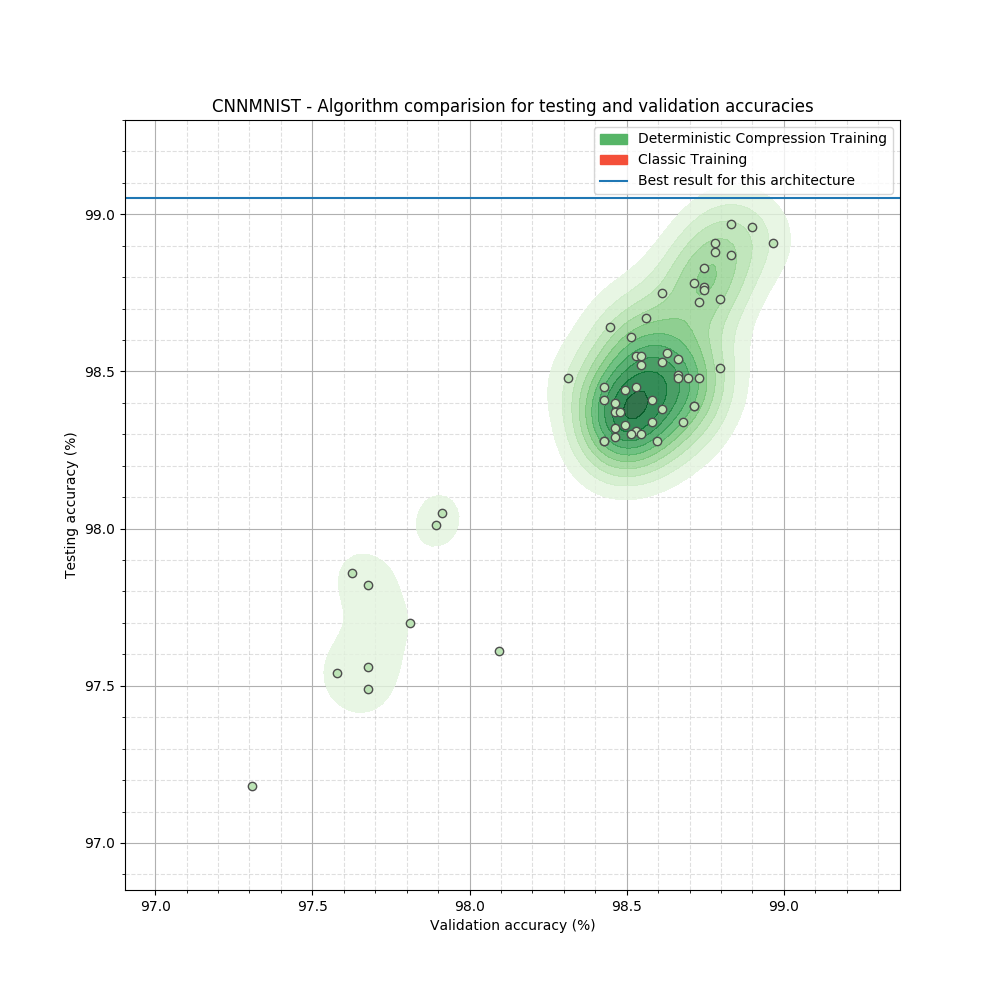 CNNMNIST - Algorithm comparision for testing and validation accuracies
Deterministic Compression Training
Classic Training
Best result for this architecture
99.0
98.5
98.0
97.5
97.0
Testing accuracy (%)
97.0 97.5 98.0 98.5 99.0
Validation accuracy (%)